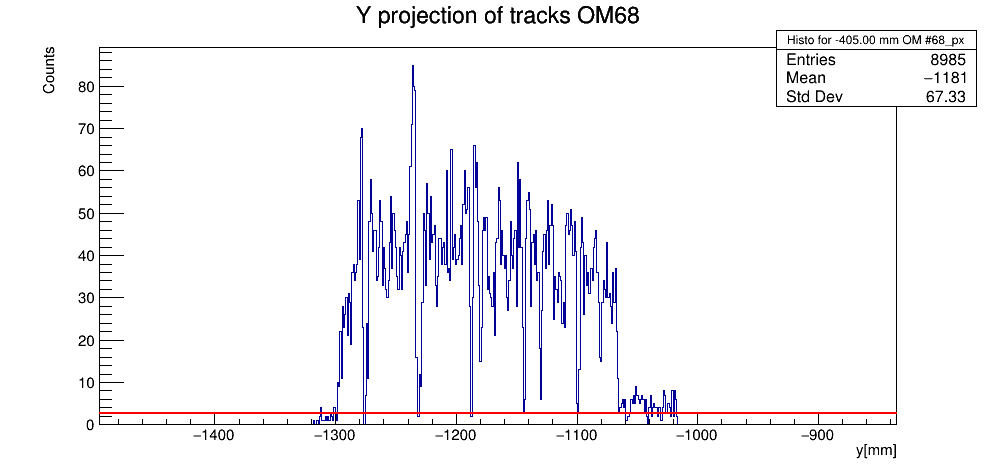 Y projection of tracks OM68
Histo for -405.00 mm OM #68_px
Entries 8985
Mean −1181
Std Dev 67.33
Counts
80
70
60
50
40
30
20
10
0
−1400 −1300 −1200 −1100 −1000 −900
y[mm]